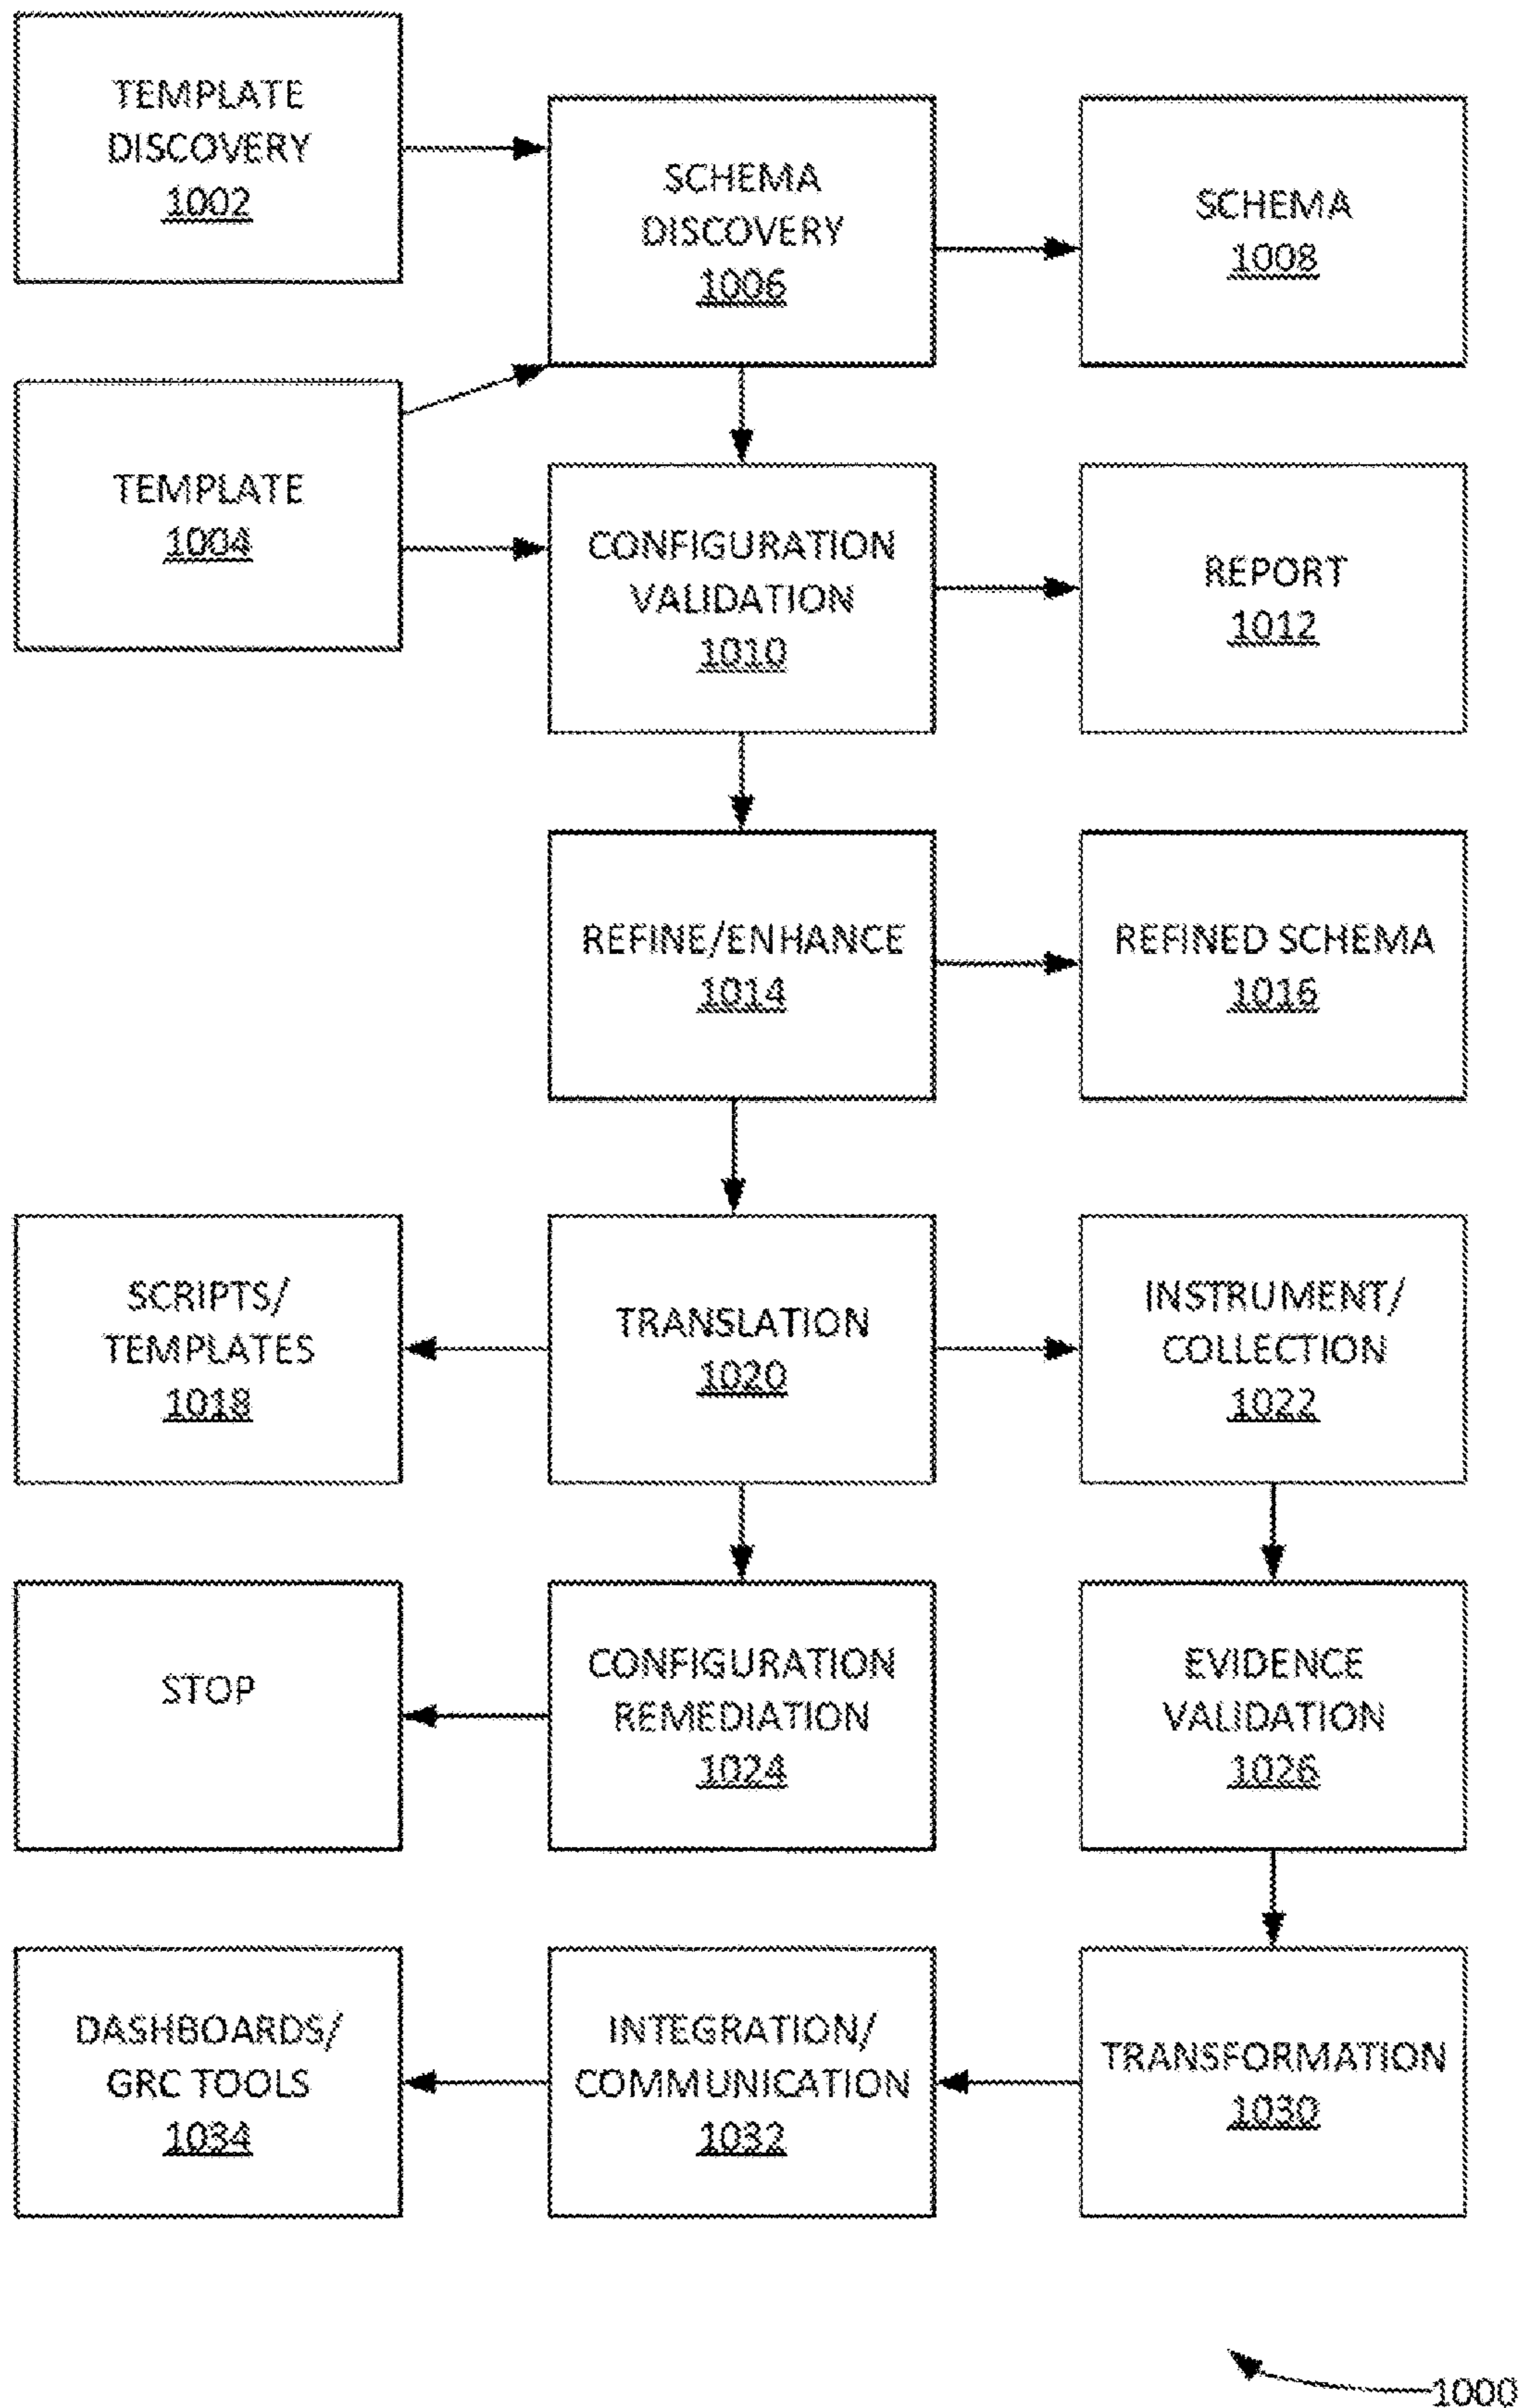 TEMPLATE
DISCOVERY
1002
SCHEMA
DISCOVERY
1006
SCHEMA
1008
TEMPLATE
1004
CONFIGURATION
VALIDATION
1010
REPORT
1012
REFINE/ENHANCE
1014
REFINED SCHEMA
1016
SCRIPTS/
TEMPLATES
1018
TRANSLATION
1020
INSTRUMENT/
COLLECTION
1022
STOP
CONFIGURATION
REMEDIATION
1024
EVIDENCE
VALIDATION
1026
DASHBOARDS/
GRC TOOLS
1034
INTEGRATION/
COMMUNICATION
1032
TRANSFORMATION
1030
1000